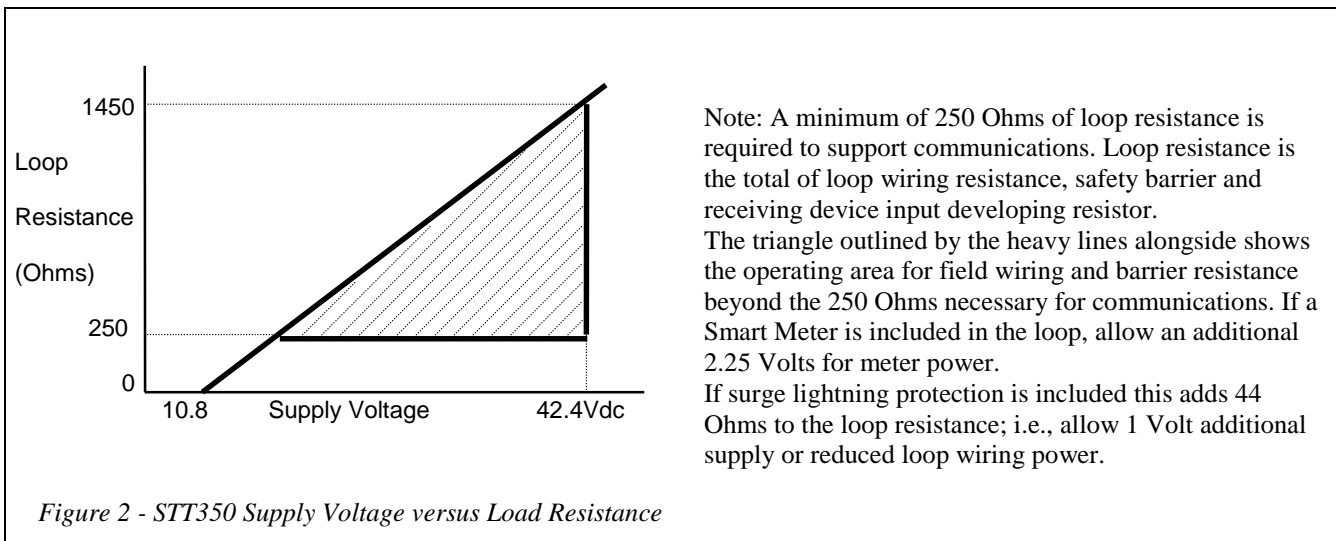 1450
Loop
Resistance
(Ohms)
250
0
10.8 Supply Voltage 42.4Vdc
Note: A minimum of 250 Ohms of loop resistance is
required to support communications. Loop resistance is
the total of loop wiring resistance, safety barrier and
receiving device input developing resistor.
The triangle outlined by the heavy lines alongside shows
the operating area for field wiring and barrier resistance
beyond the 250 Ohms necessary for communications. If a
Smart Meter is included in the loop, allow an additional
2.25 Volts for meter power.
If surge lightning protection is included this adds 44
Ohms to the loop resistance; i.e., allow 1 Volt additional
supply or reduced loop wiring power.
Figure 2 - STT350 Supply Voltage versus Load Resistance